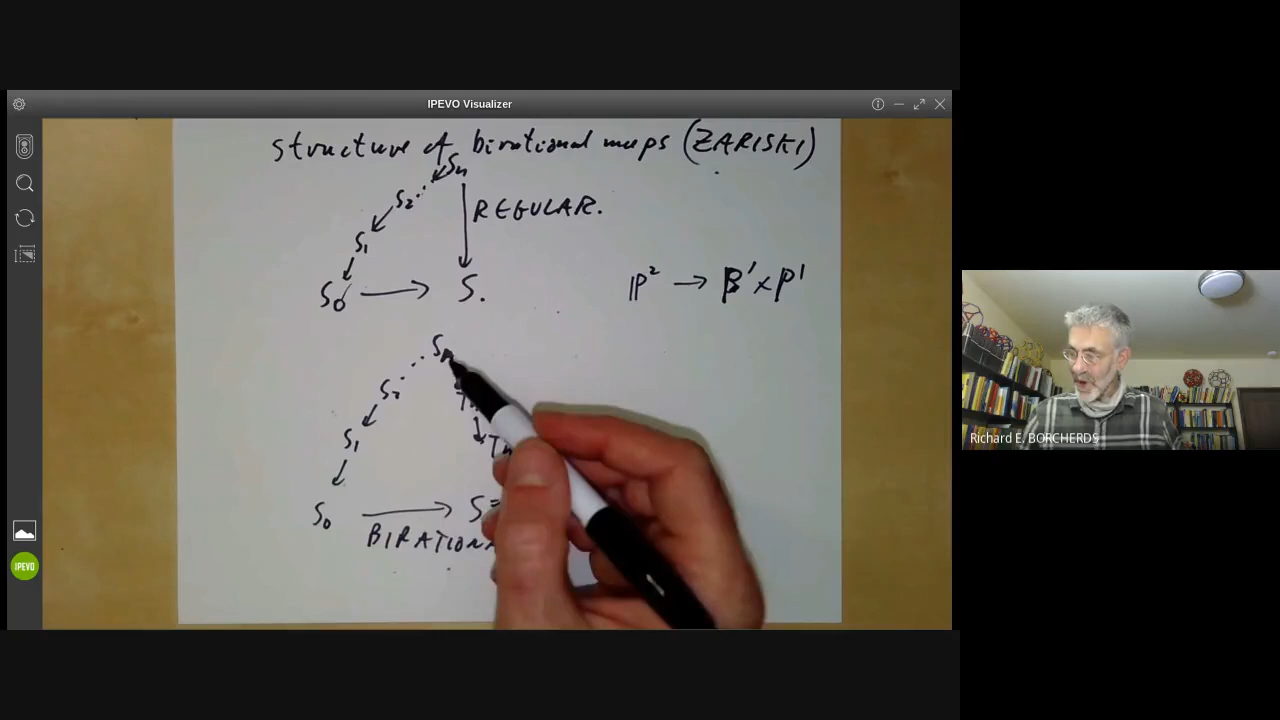 IPEVO Visualizer
structure of birational maps (ZARISKI)
Sn
S2
REGULAR.
S1
S0 → S.
P² → P¹ × P¹
Sn
S2
S1
S0 → S =
BIRATIONA
Richard E. BORCHERDS
IPEVO